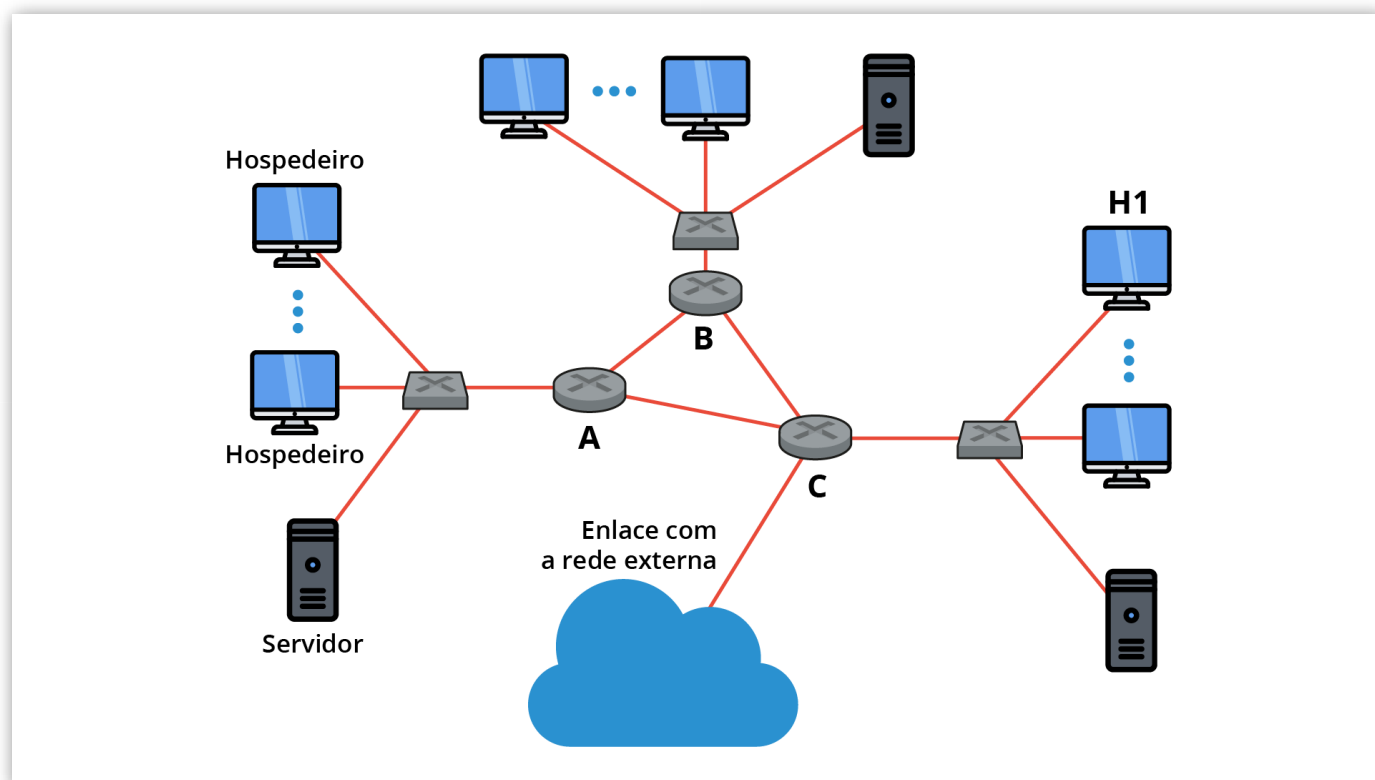 Hospedeiro
H1
B
Hospedeiro
A
C
Enlace com
a rede externa
Servidor